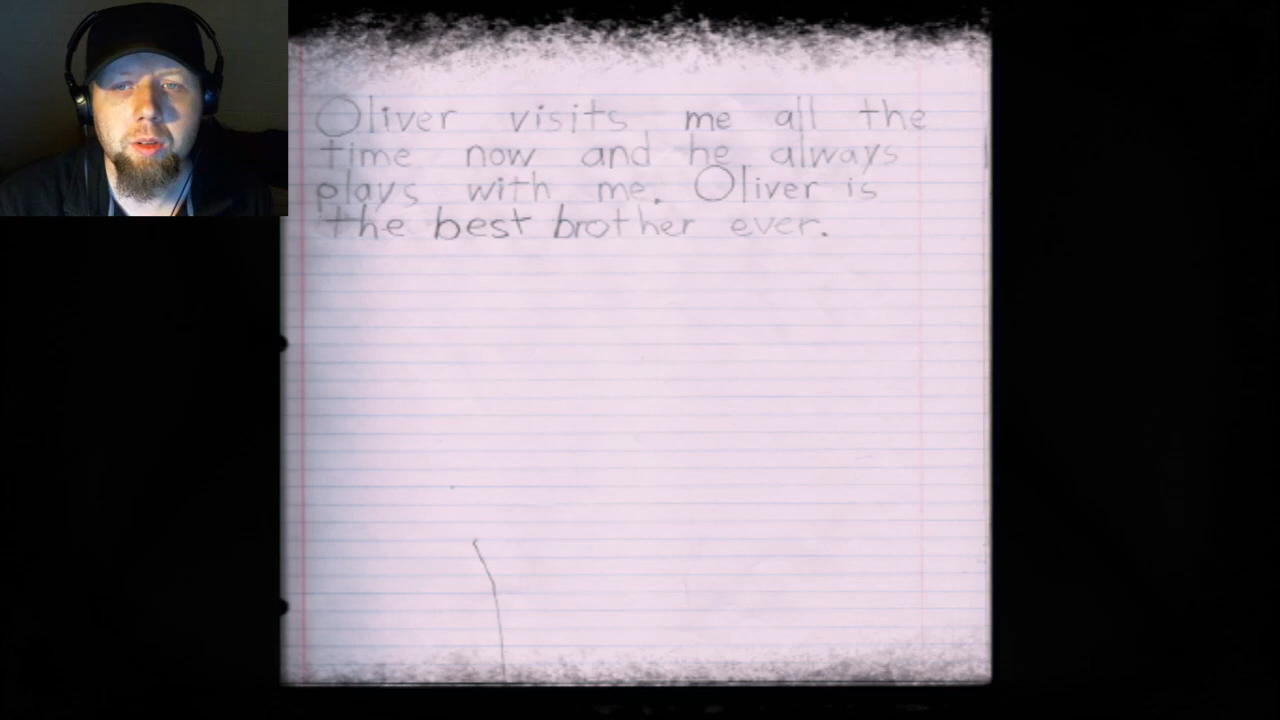 Oliver visits me all the
time now and he always
plays with me. Oliver is
the best brother ever.